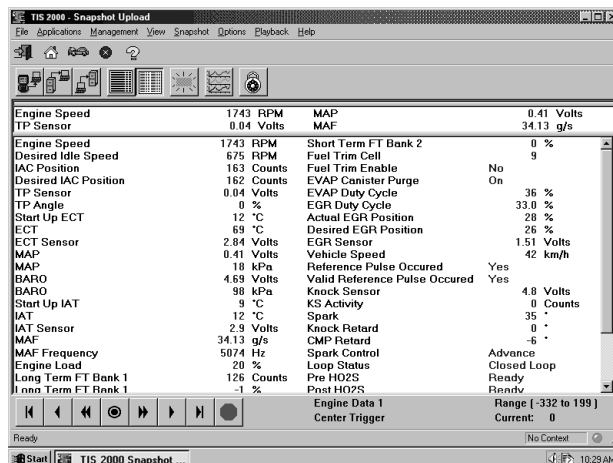 TIS 2000 - Snapshot Upload
File Applications Management View Snapshot Options Playback Help
Engine Speed 1743 RPM MAP 0.41 Volts
TP Sensor 0.04 Volts MAF 34.13 g/s
Engine Speed 1743 RPM Short Term FT Bank 2 0 %
Desired Idle Speed 675 RPM Fuel Trim Cell 9
IAC Position 163 Counts Fuel Trim Enable No
Desired IAC Position 162 Counts EVAP Canister Purge On
TP Sensor 0.04 Volts EVAP Duty Cycle 36 %
TP Angle 0 % EGR Duty Cycle 33.0 %
Start Up ECT 12 °C Actual EGR Position 28 %
ECT 69 °C Desired EGR Position 26 %
ECT Sensor 2.84 Volts EGR Sensor 1.51 Volts
MAP 0.41 Volts Vehicle Speed 42 km/h
MAP 18 kPa Reference Pulse Occured Yes
BARO 4.69 Volts Valid Reference Pulse Occured Yes
BARO 98 kPa Knock Sensor 4.8 Volts
Start Up IAT 9 °C KS Activity 0 Counts
IAT 12 °C Spark 35 °
IAT Sensor 2.9 Volts Knock Retard 0 °
MAF 34.13 g/s CMP Retard -6 °
MAF Frequency 5074 Hz Spark Control Advance
Engine Load 20 % Loop Status Closed Loop
Long Term FT Bank 1 126 Counts Pre HO2S Ready
Long Term FT Bank 1 -1 % Post HO2S Ready
Engine Data 1 Range ( -332 to 199 )
Center Trigger Current: 0
Ready No Context
Start TIS 2000 Snapshot ... 10:29 AM